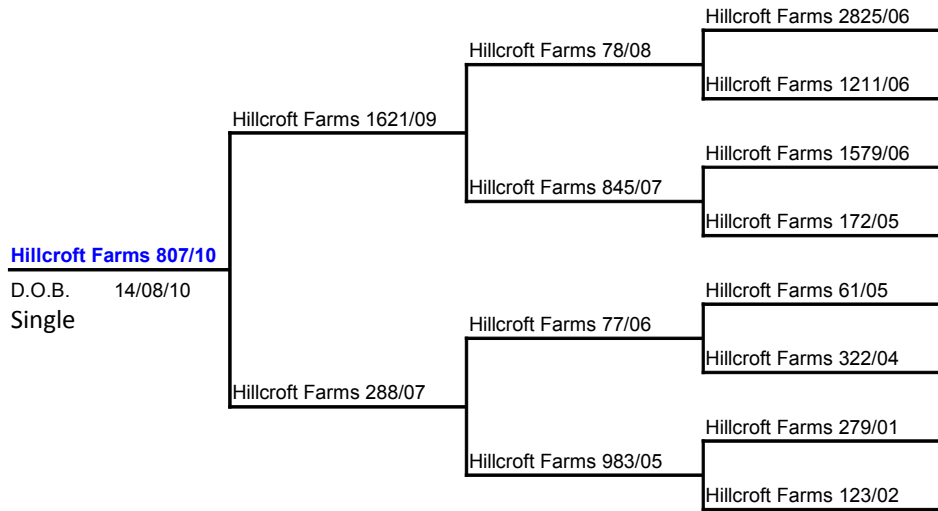 Hillcroft Farms 2825/06
Hillcroft Farms 78/08
Hillcroft Farms 1211/06
Hillcroft Farms 1621/09
Hillcroft Farms 1579/06
Hillcroft Farms 845/07
Hillcroft Farms 172/05
Hillcroft Farms 807/10
D.O.B. 14/08/10
Single
Hillcroft Farms 61/05
Hillcroft Farms 77/06
Hillcroft Farms 322/04
Hillcroft Farms 288/07
Hillcroft Farms 279/01
Hillcroft Farms 983/05
Hillcroft Farms 123/02